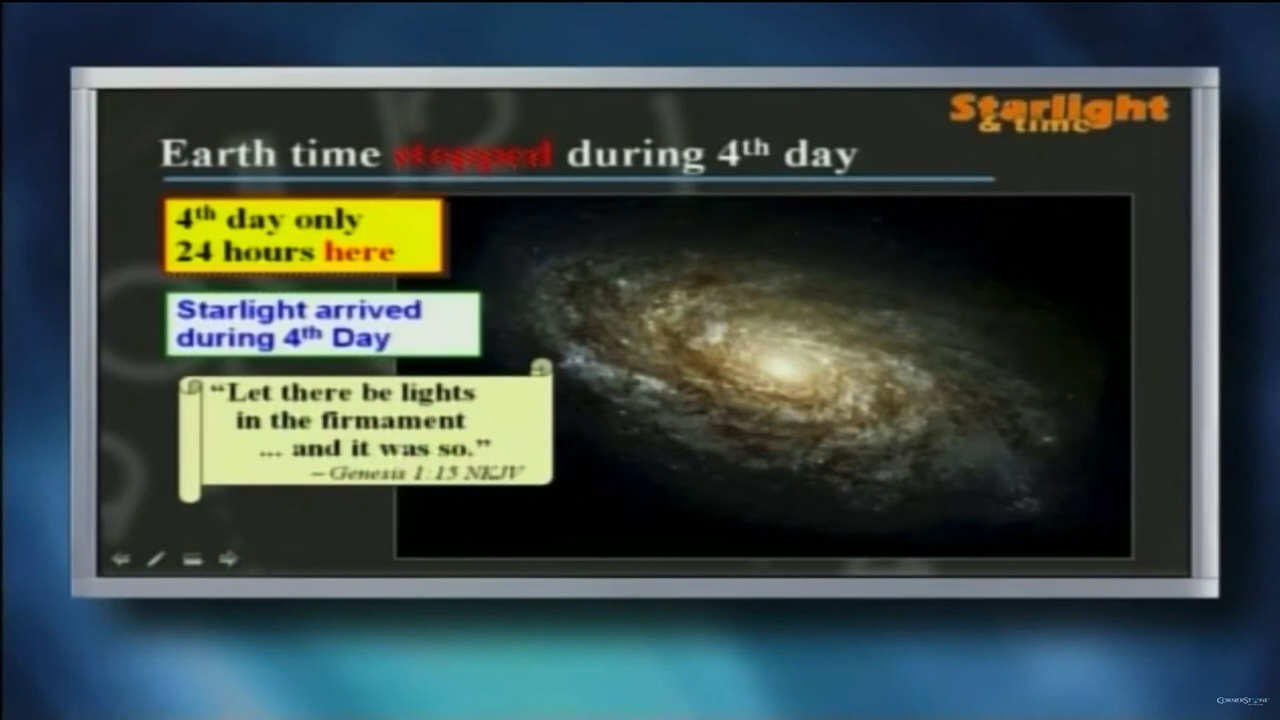 Starlight
& time
Earth time stopped during 4th day
4th day only
24 hours here
Starlight arrived
during 4th Day
“Let there be lights
in the firmament
... and it was so.”
– Genesis 1:15 NKJV
CORNERSTONE